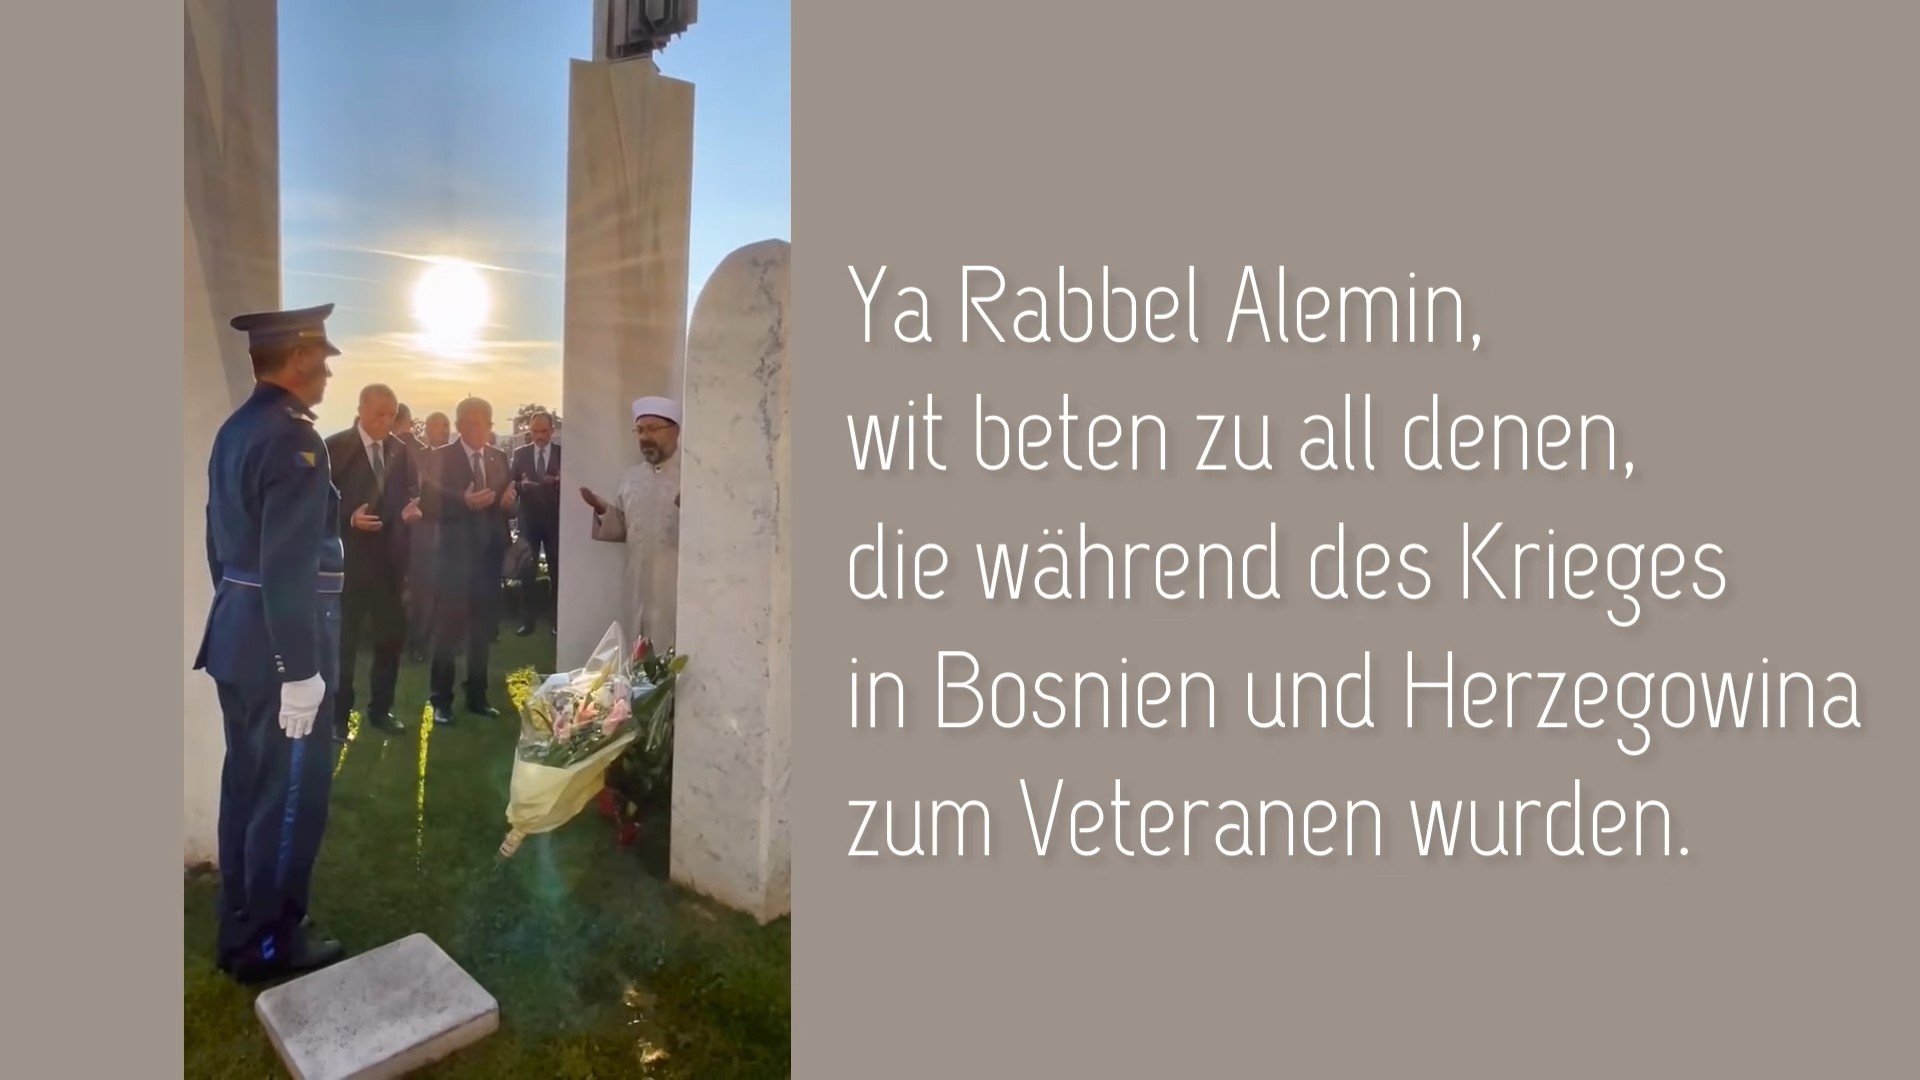 Ya Rabbel Alemin,
wit beten zu all denen,
die während des Krieges
in Bosnien und Herzegowina
zum Veteranen wurden.